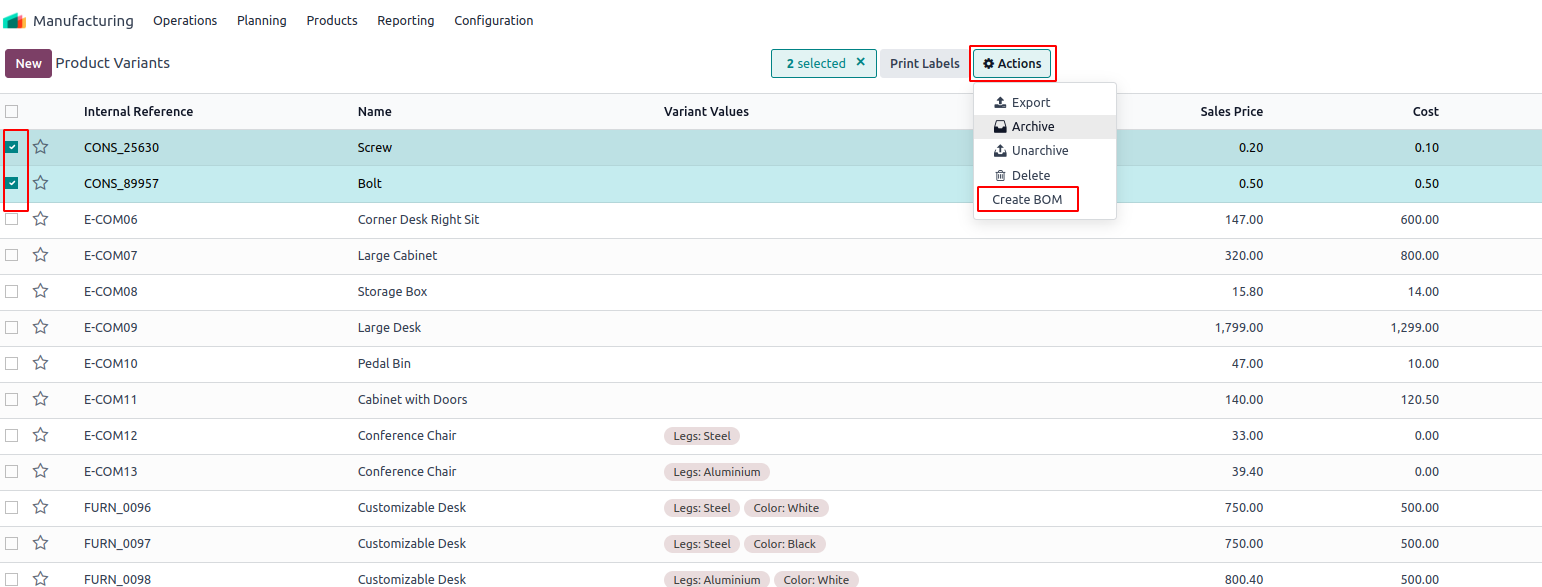 Manufacturing Operations Planning Products Reporting Configuration
New Product Variants 2 selected × Print Labels Actions
Export
Archive
Unarchive
Delete
Create BOM
Internal Reference Name Variant Values Sales Price Cost
CONS_25630 Screw 0.20 0.10
CONS_89957 Bolt 0.50 0.50
E-COM06 Corner Desk Right Sit 147.00 600.00
E-COM07 Large Cabinet 320.00 800.00
E-COM08 Storage Box 15.80 14.00
E-COM09 Large Desk 1,799.00 1,299.00
E-COM10 Pedal Bin 47.00 10.00
E-COM11 Cabinet with Doors 140.00 120.50
E-COM12 Conference Chair Legs: Steel 33.00 0.00
E-COM13 Conference Chair Legs: Aluminium 39.40 0.00
FURN_0096 Customizable Desk Legs: Steel Color: White 750.00 500.00
FURN_0097 Customizable Desk Legs: Steel Color: Black 750.00 500.00
FURN_0098 Customizable Desk Legs: Aluminium Color: White 800.40 500.00